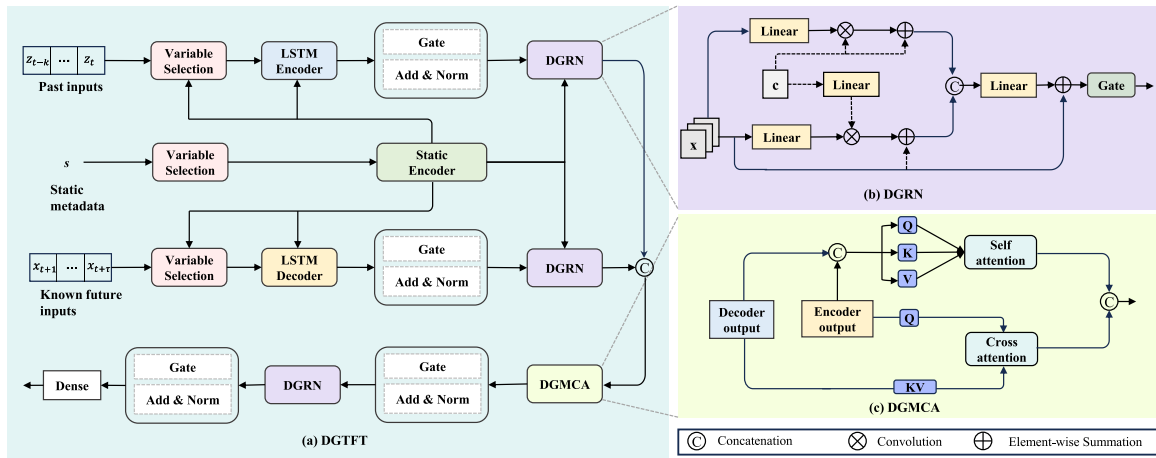 z_{t-k} ... z_t
Past inputs
Variable
Selection
LSTM
Encoder
Gate
Add & Norm
DGRN
s
Static
metadata
Variable
Selection
Static
Encoder
x_{t+1} ... x_{t+τ}
Known future
inputs
Variable
Selection
LSTM
Decoder
Gate
Add & Norm
DGRN
C
Dense
Gate
Add & Norm
DGRN
Gate
Add & Norm
DGMCA
(a) DGTFT
Linear
c
Linear
C
Linear
Gate
x
Linear
(b) DGRN
Q
C
K
V
Self
attention
Decoder
output
Encoder
output
Q
C
Cross
attention
KV
(c) DGMCA
C Concatenation
Convolution
Element-wise Summation